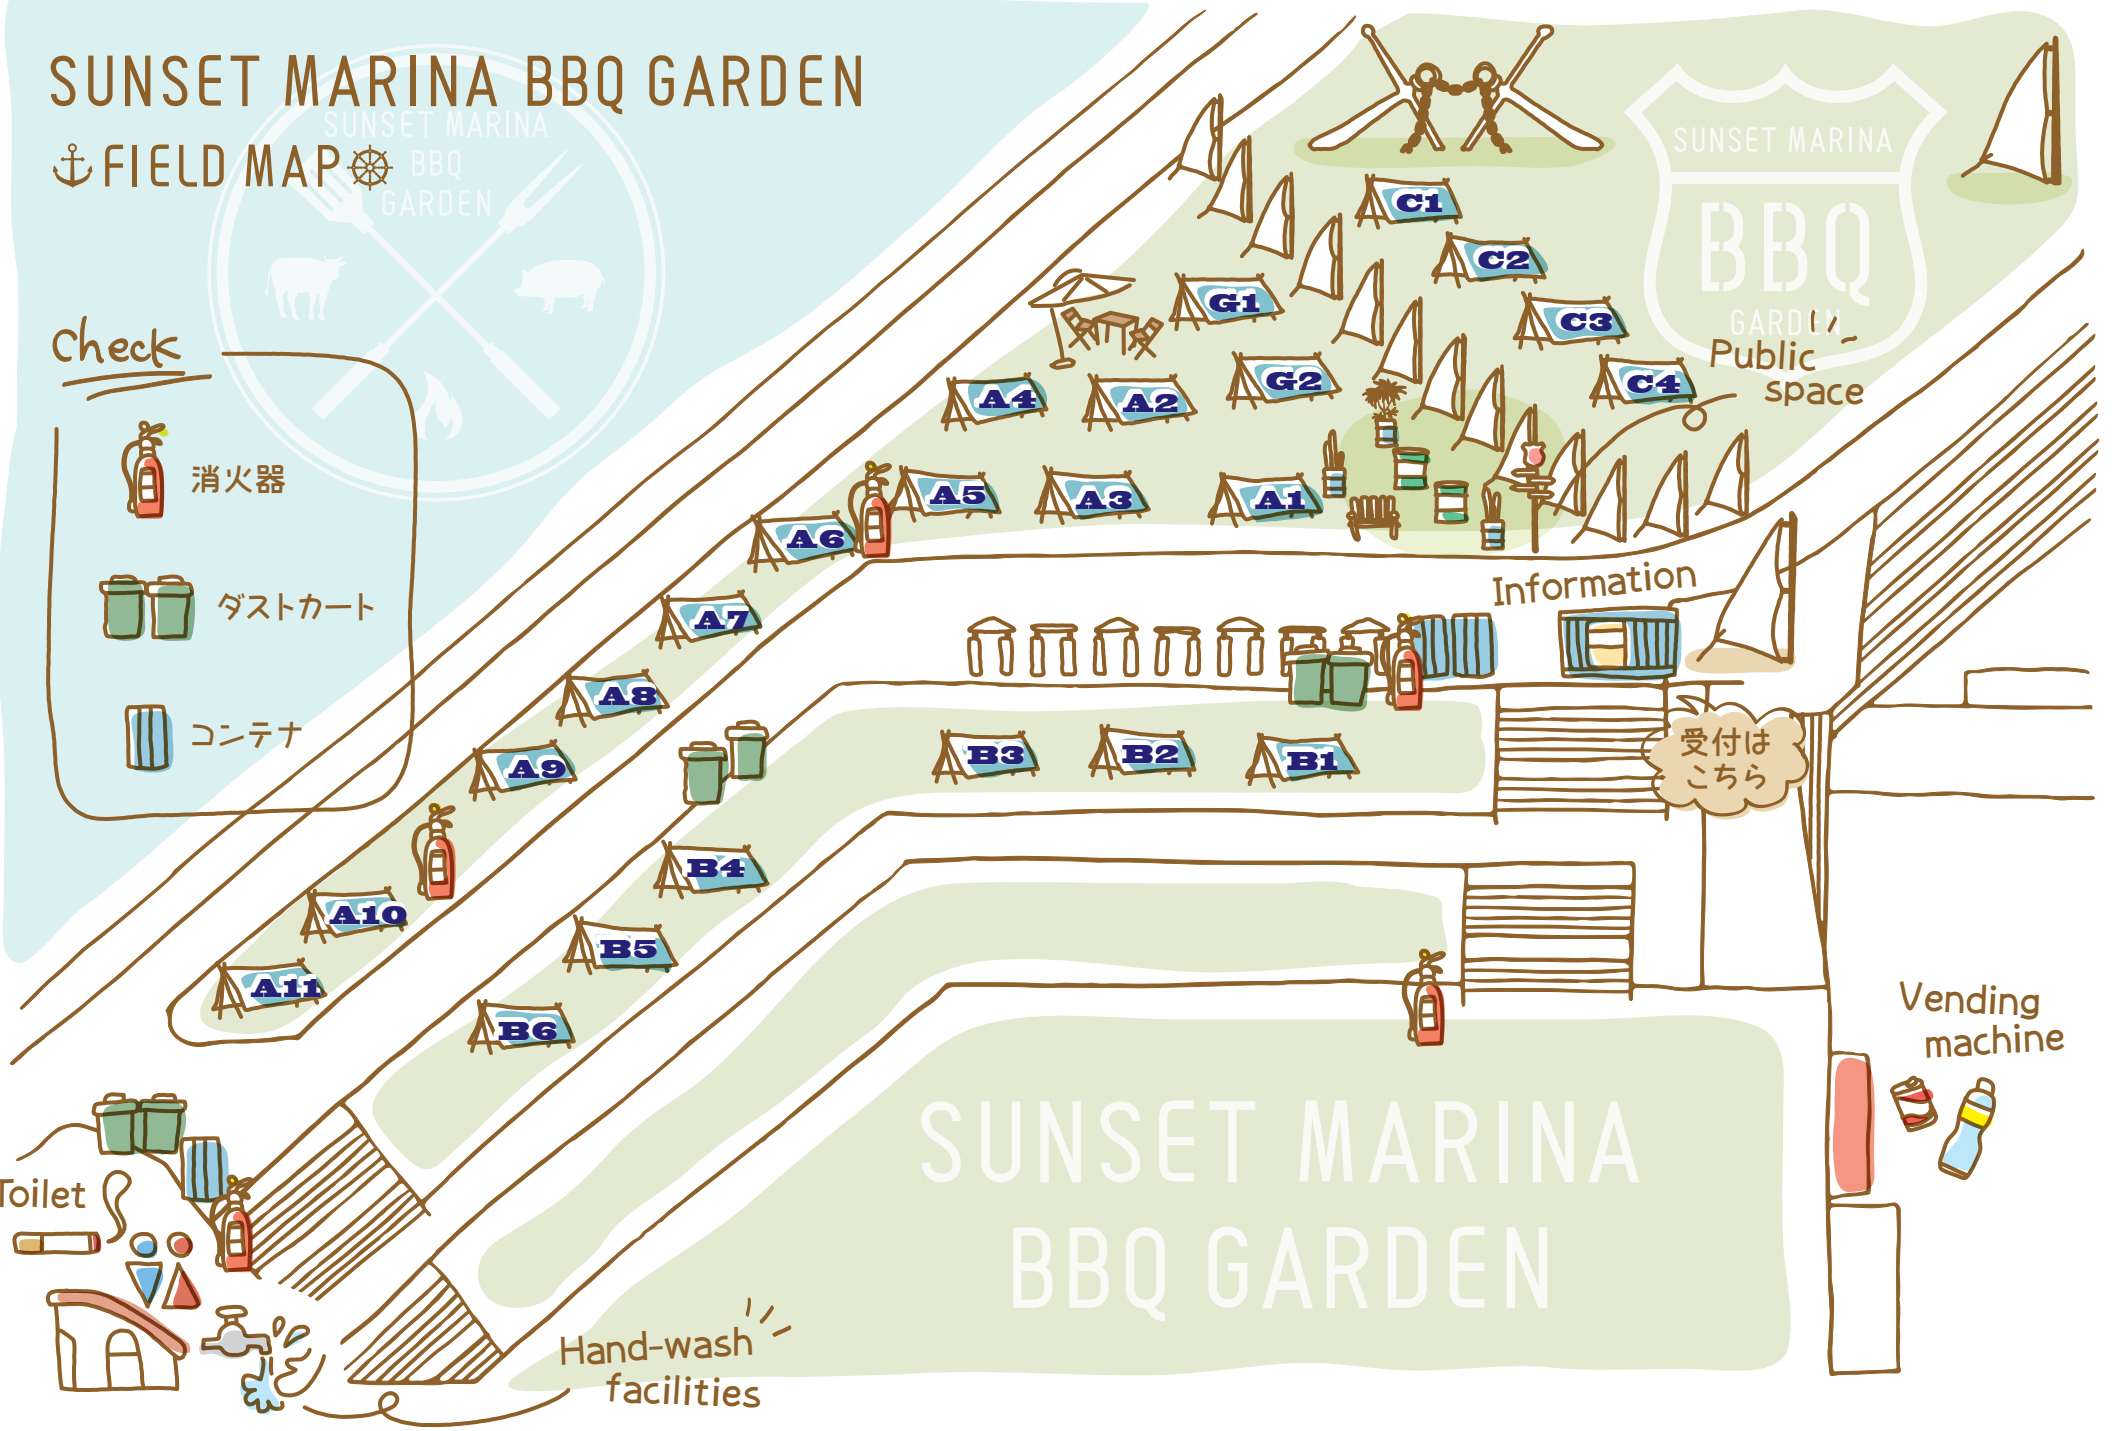 SUNSET MARINA BBQ GARDEN
FIELD MAP
SUNSET MARINA
BBQ
GARDEN
Check
消火器
ダストカート
コンテナ
SUNSET MARINA
BBQ
GARDEN
Public
space
C1
C2
C3
C4
G1
G2
A4
A2
A5
A3
A1
A6
A7
A8
A9
A10
A11
Information
受付は
こちら
B3
B2
B1
B4
B5
B6
Vending
machine
Toilet
SUNSET MARINA
BBQ GARDEN
Hand-wash
facilities